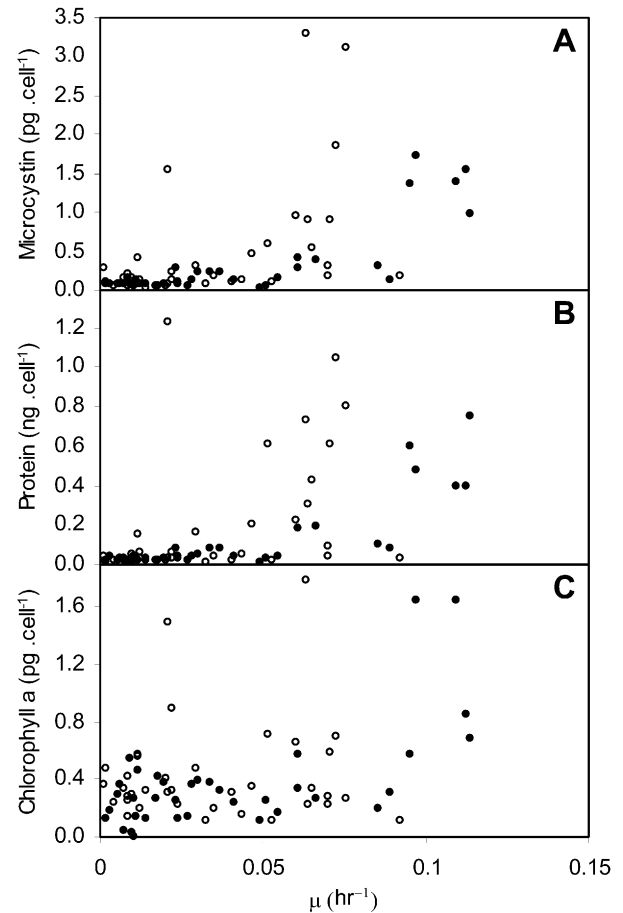 A
Microcystin (pg .cell⁻¹)
3.5
3.0
2.5
2.0
1.5
1.0
0.5
0.0
B
Protein (ng .cell⁻¹)
1.2
1.0
0.8
0.6
0.4
0.2
0.0
C
Chlorophyll a (pg .cell⁻¹)
1.6
1.2
0.8
0.4
0.0
0 0.05 0.1 0.15
μ (hr⁻¹)